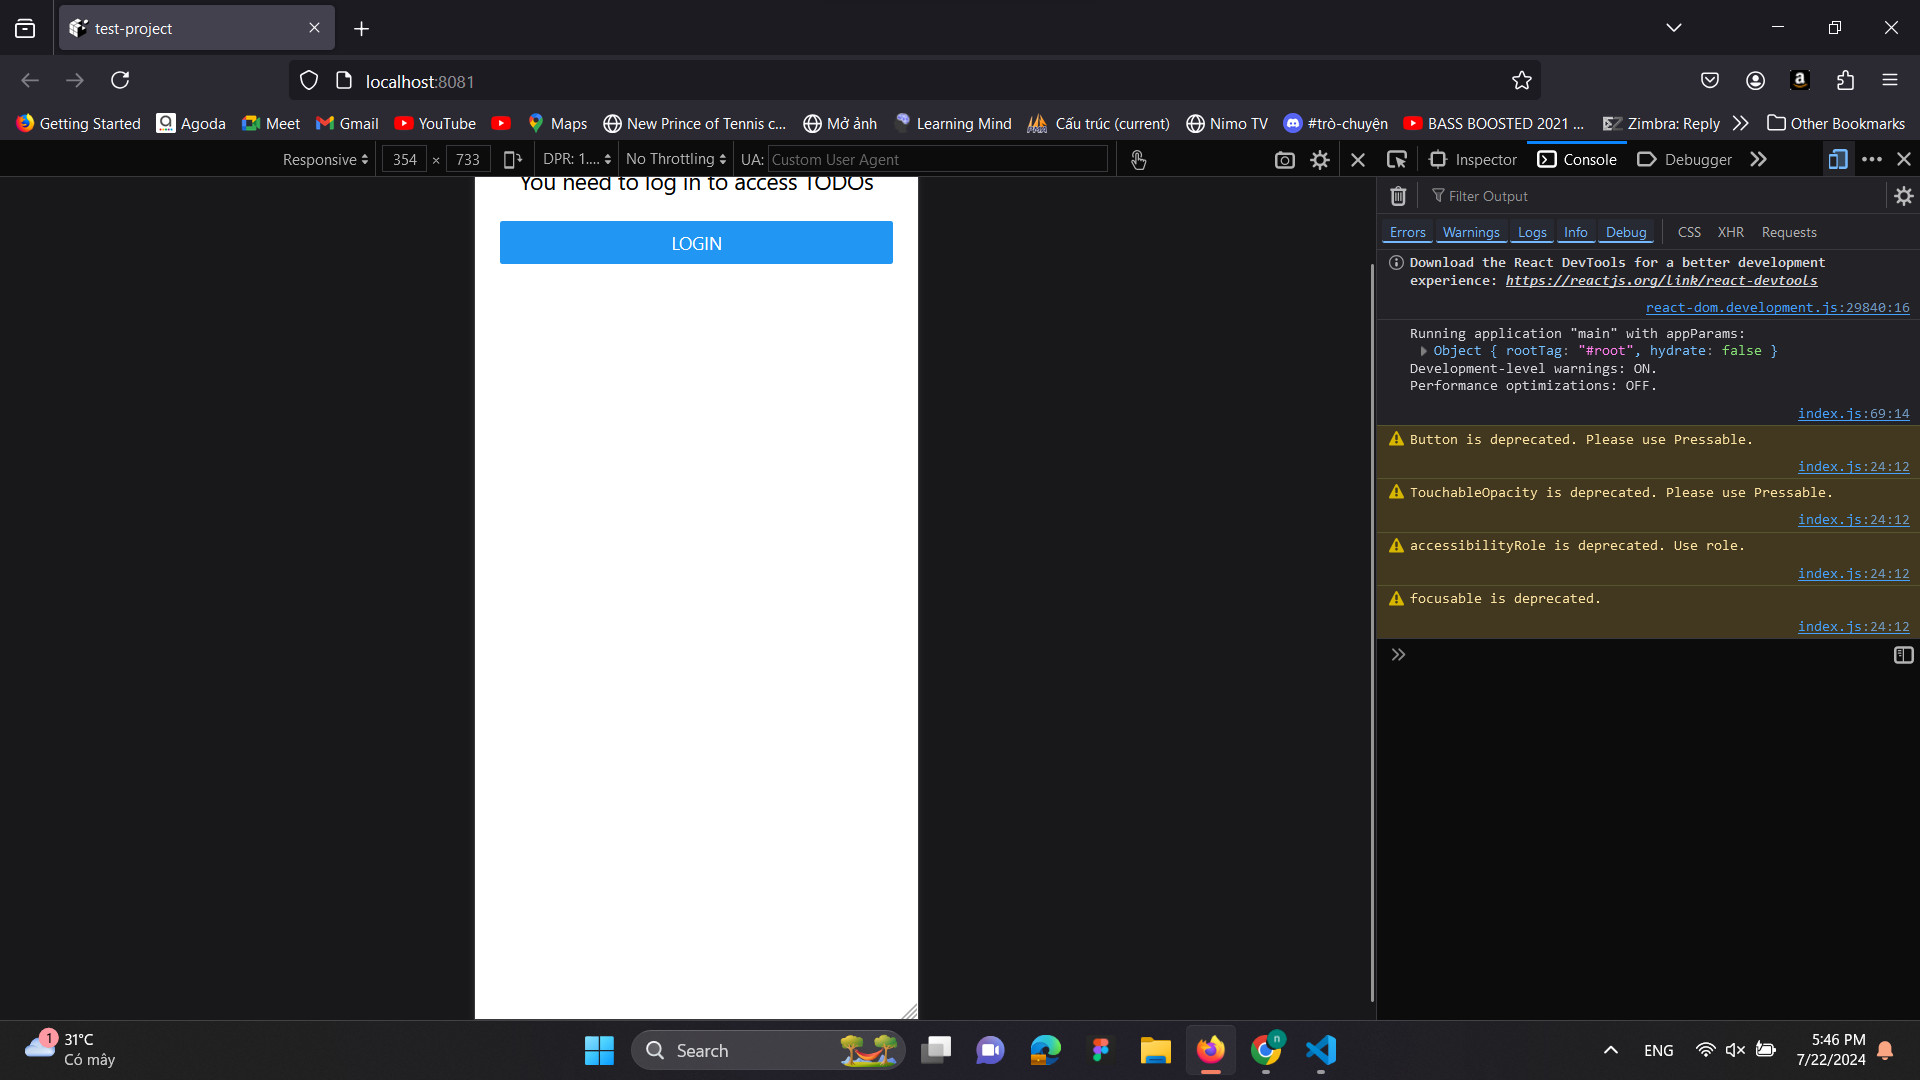 test-project
localhost:8081
Getting Started
Agoda
Meet
Gmail
YouTube
Maps
New Prince of Tennis c...
Mở ảnh
Learning Mind
Cấu trúc (current)
Nimo TV
#trò-chuyện
BASS BOOSTED 2021 ...
Zimbra: Reply
Other Bookmarks
Responsive
354 × 733
DPR: 1....
No Throttling
UA: Custom User Agent
Inspector
Console
Debugger
You need to log in to access TODOs
LOGIN
Filter Output
Errors Warnings Logs Info Debug CSS XHR Requests
Download the React DevTools for a better development
experience: https://reactjs.org/link/react-devtools
react-dom.development.js:29840:16
Running application "main" with appParams:
Object { rootTag: "#root", hydrate: false }
Development-level warnings: ON.
Performance optimizations: OFF.
index.js:69:14
Button is deprecated. Please use Pressable.
index.js:24:12
TouchableOpacity is deprecated. Please use Pressable.
index.js:24:12
accessibilityRole is deprecated. Use role.
index.js:24:12
focusable is deprecated.
index.js:24:12
1
31°C
Có mây
Search
n
ENG
5:46 PM
7/22/2024